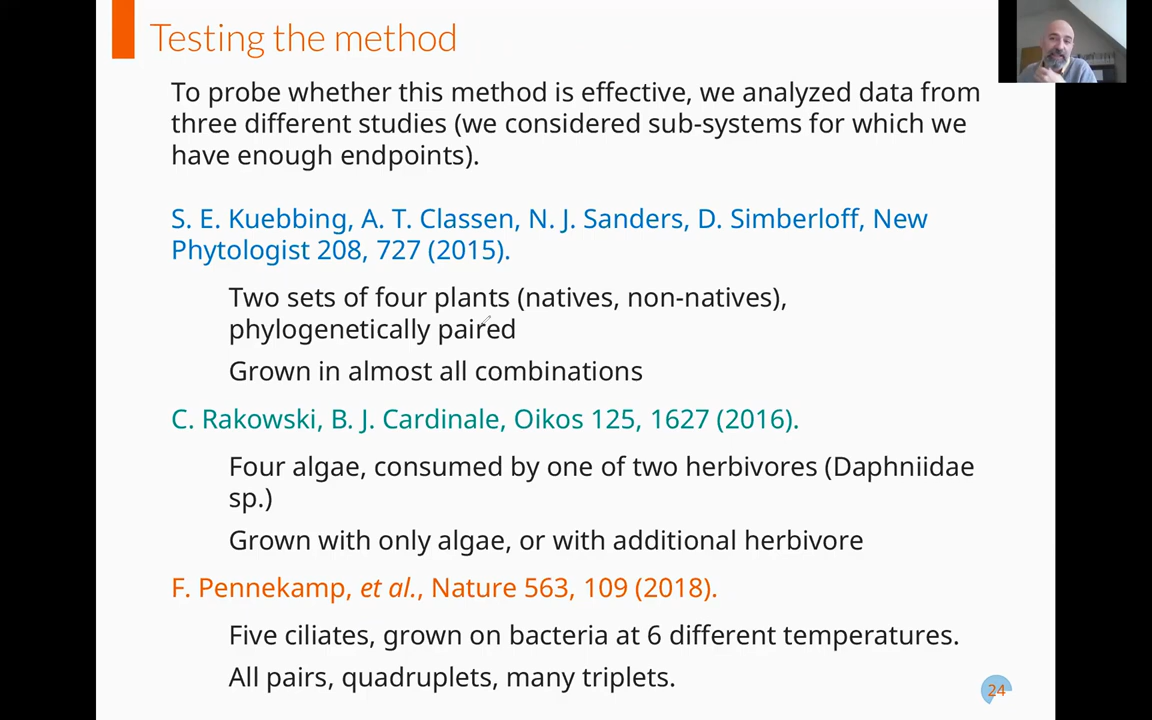 Testing the method
To probe whether this method is effective, we analyzed data from
three different studies (we considered sub-systems for which we
have enough endpoints).
S. E. Kuebbing, A. T. Classen, N. J. Sanders, D. Simberloff, New
Phytologist 208, 727 (2015).
Two sets of four plants (natives, non-natives),
phylogenetically paired
Grown in almost all combinations
C. Rakowski, B. J. Cardinale, Oikos 125, 1627 (2016).
Four algae, consumed by one of two herbivores (Daphniidae
sp.)
Grown with only algae, or with additional herbivore
F. Pennekamp, et al., Nature 563, 109 (2018).
Five ciliates, grown on bacteria at 6 different temperatures.
All pairs, quadruplets, many triplets.
24